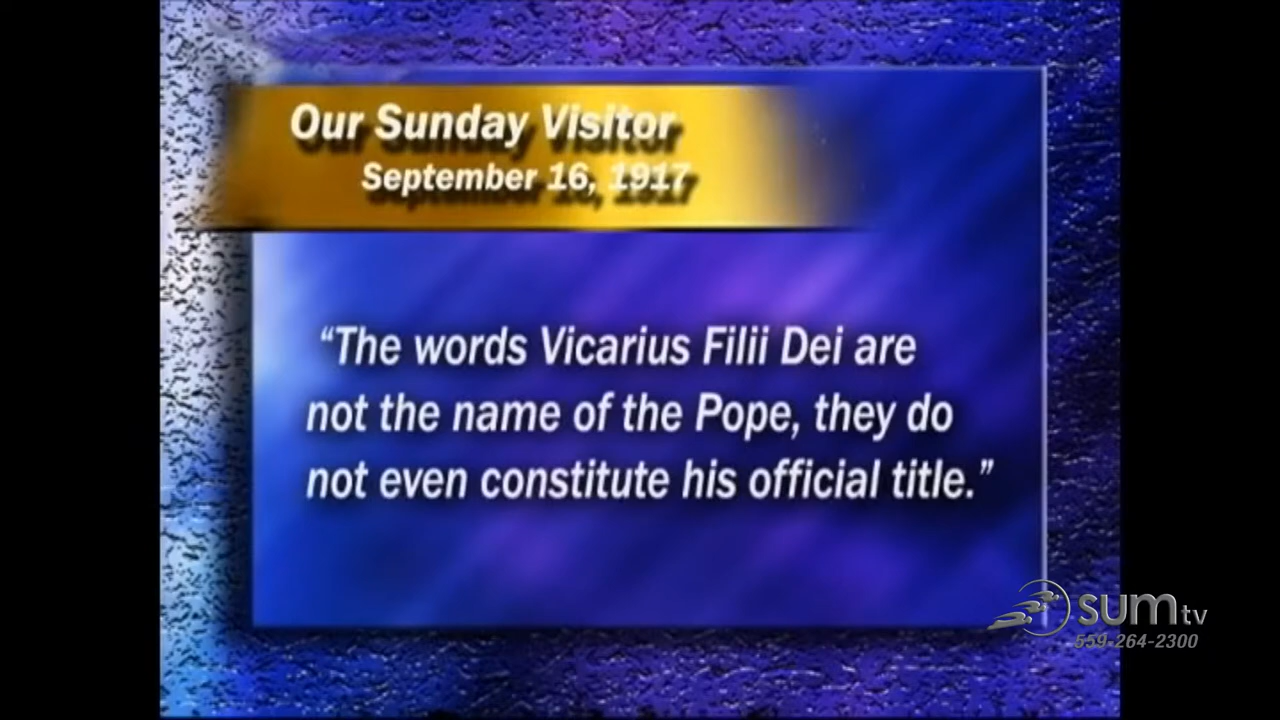 Our Sunday Visitor
September 16, 1917
“The words Vicarius Filii Dei are
not the name of the Pope, they do
not even constitute his official title.”
sumtv
559-264-2300